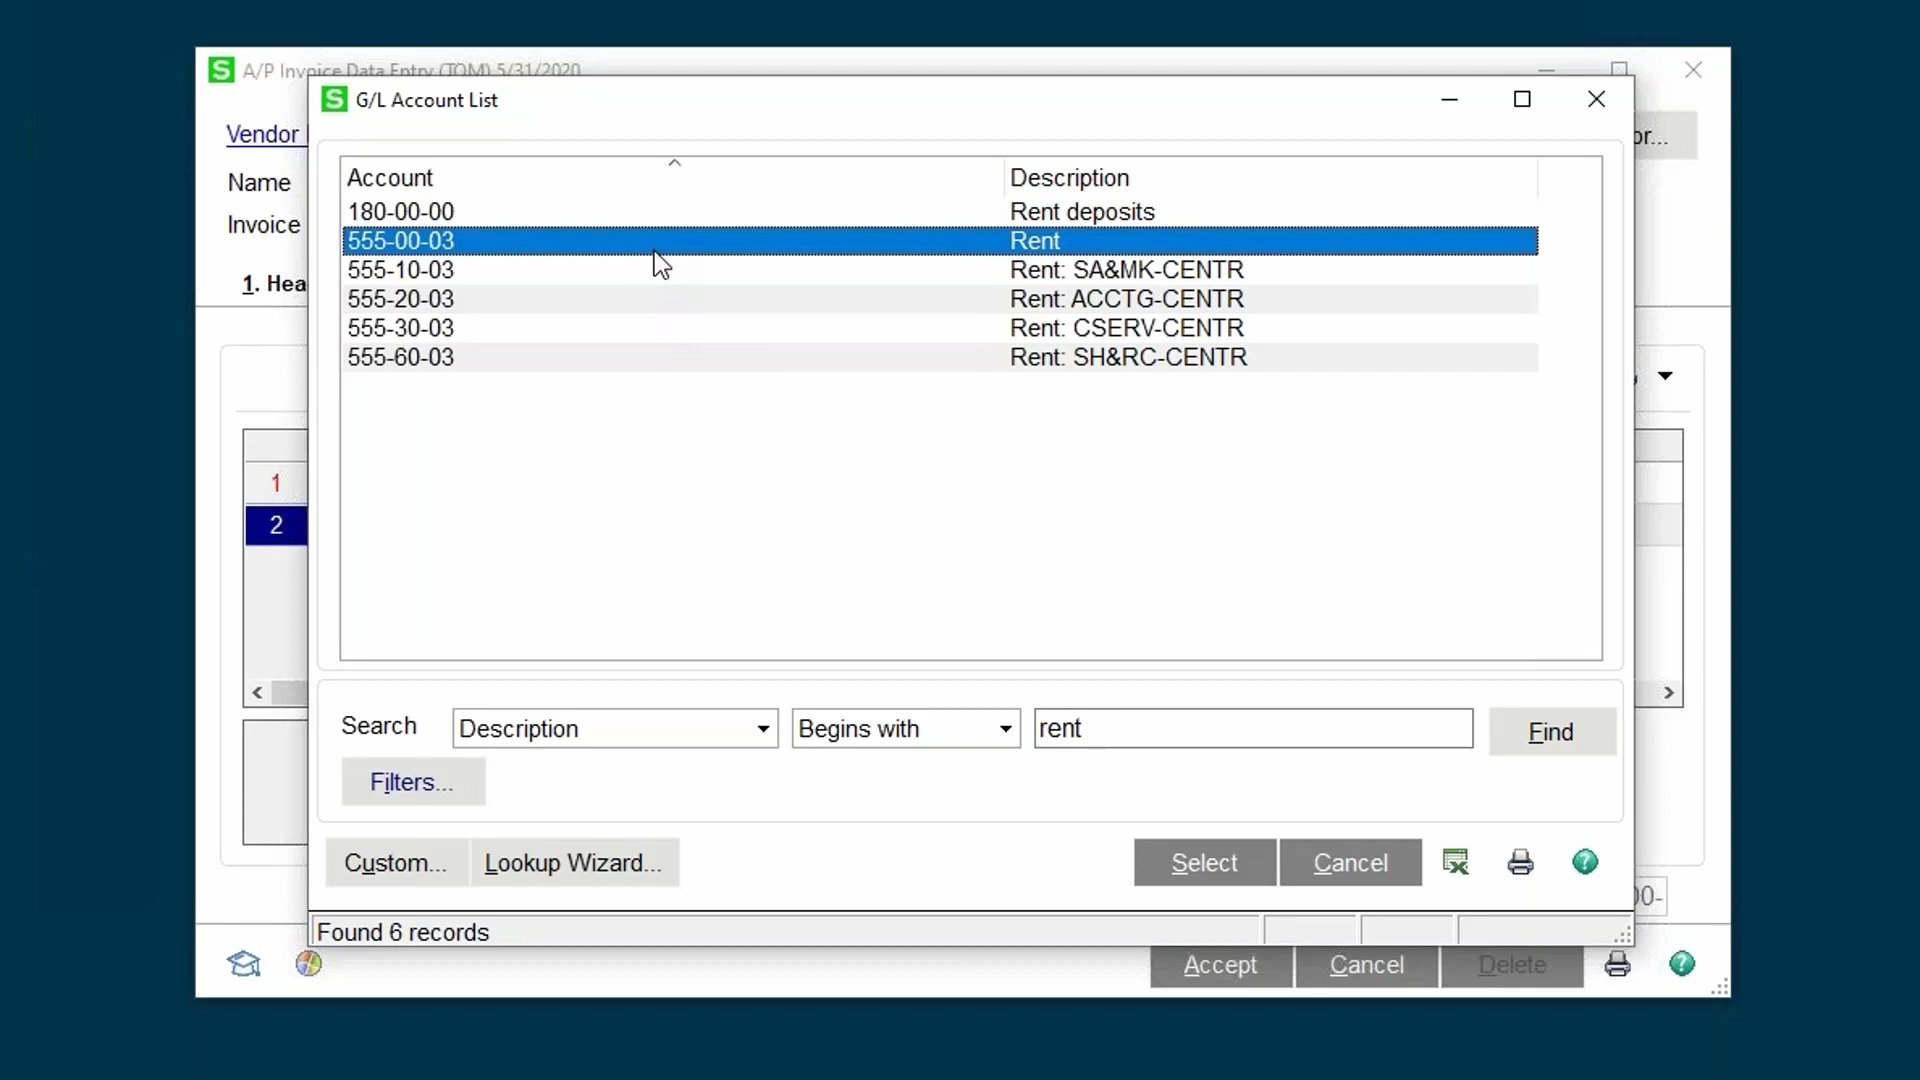 A/P Invoice Data Entry (TOM) 5/31/2020
G/L Account List
Vendor
or...
Name
Invoice
1. Hea
Account Description
180-00-00 Rent deposits
555-00-03 Rent
555-10-03 Rent: SA&MK-CENTR
555-20-03 Rent: ACCTG-CENTR
555-30-03 Rent: CSERV-CENTR
555-60-03 Rent: SH&RC-CENTR
1
2
Search Description Begins with rent Find
Filters...
Custom... Lookup Wizard... Select Cancel
00-
Found 6 records
Accept Cancel Delete